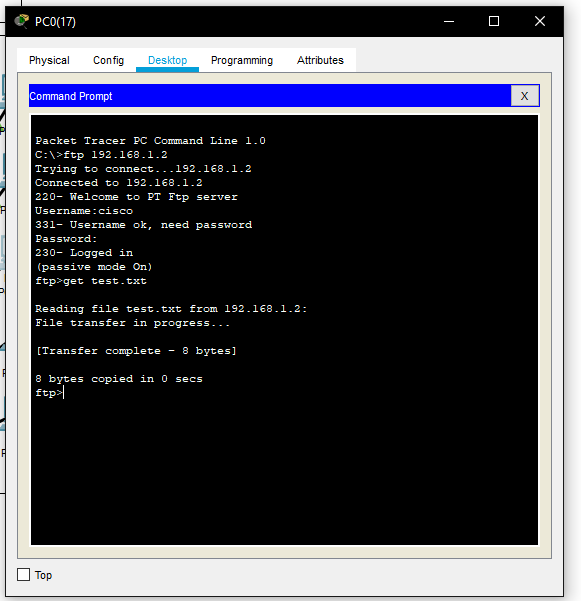 PC0(17)
Physical Config Desktop Programming Attributes
Command Prompt X
Packet Tracer PC Command Line 1.0
C:\>ftp 192.168.1.2
Trying to connect...192.168.1.2
Connected to 192.168.1.2
220- Welcome to PT Ftp server
Username:cisco
331- Username ok, need password
Password:
230- Logged in
(passive mode On)
ftp>get test.txt
Reading file test.txt from 192.168.1.2:
File transfer in progress...
[Transfer complete - 8 bytes]
8 bytes copied in 0 secs
ftp>
Top